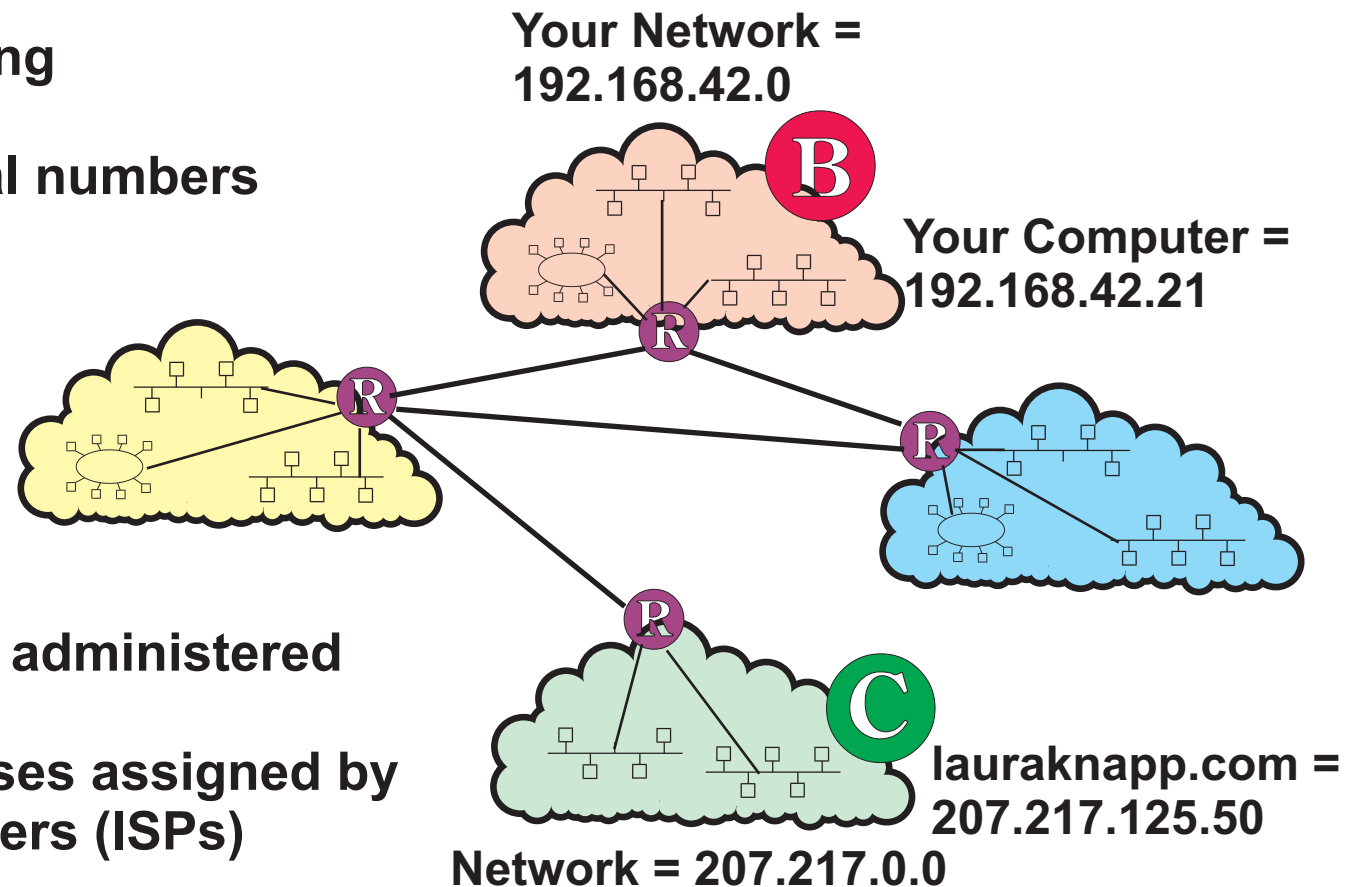 Your Network =
192.168.42.0
ng
B
al numbers
Your Computer =
192.168.42.21
R
R
R
R
administered
C
ses assigned by
ers (ISPs)
lauraknapp.com =
207.217.125.50
Network = 207.217.0.0